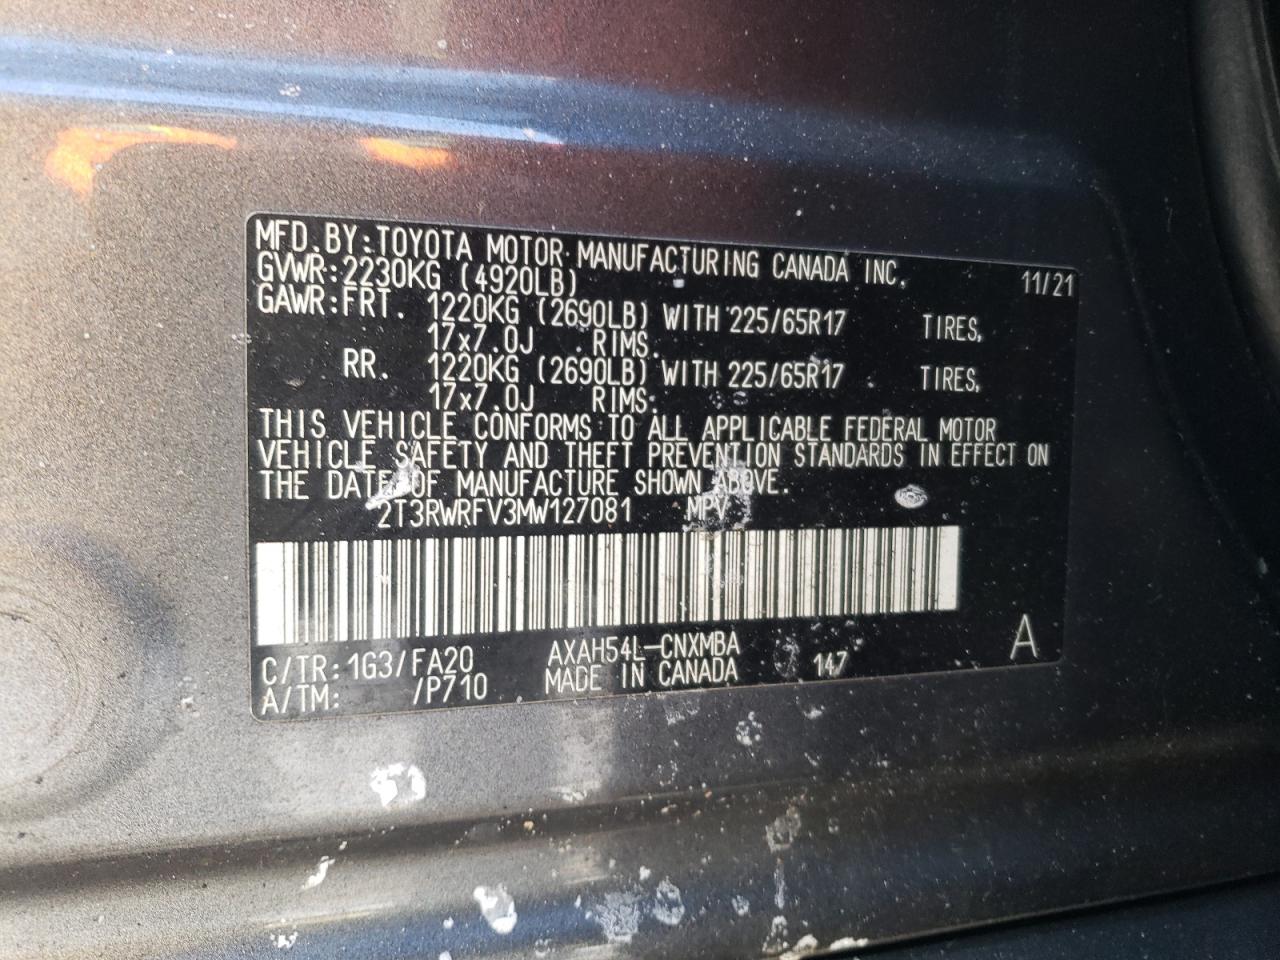 MFD. BY: TOYOTA MOTOR MANUFACTURING CANADA INC. 11/21
GVWR: 2230KG (4920LB)
GAWR: FRT. 1220KG (2690LB) WITH 225/65R17 TIRES,
17x7.0J RIMS.
RR. 1220KG (2690LB) WITH 225/65R17 TIRES,
17x7.0J RIMS.
THIS VEHICLE CONFORMS TO ALL APPLICABLE FEDERAL MOTOR
VEHICLE SAFETY AND THEFT PREVENTION STANDARDS IN EFFECT ON
THE DATE OF MANUFACTURE SHOWN ABOVE.
2T3RWRFV3MW127081 MPV
C/TR: 1G3/FA20 AXAH54L-CNXMBA A
A/TM: /P710 MADE IN CANADA 147